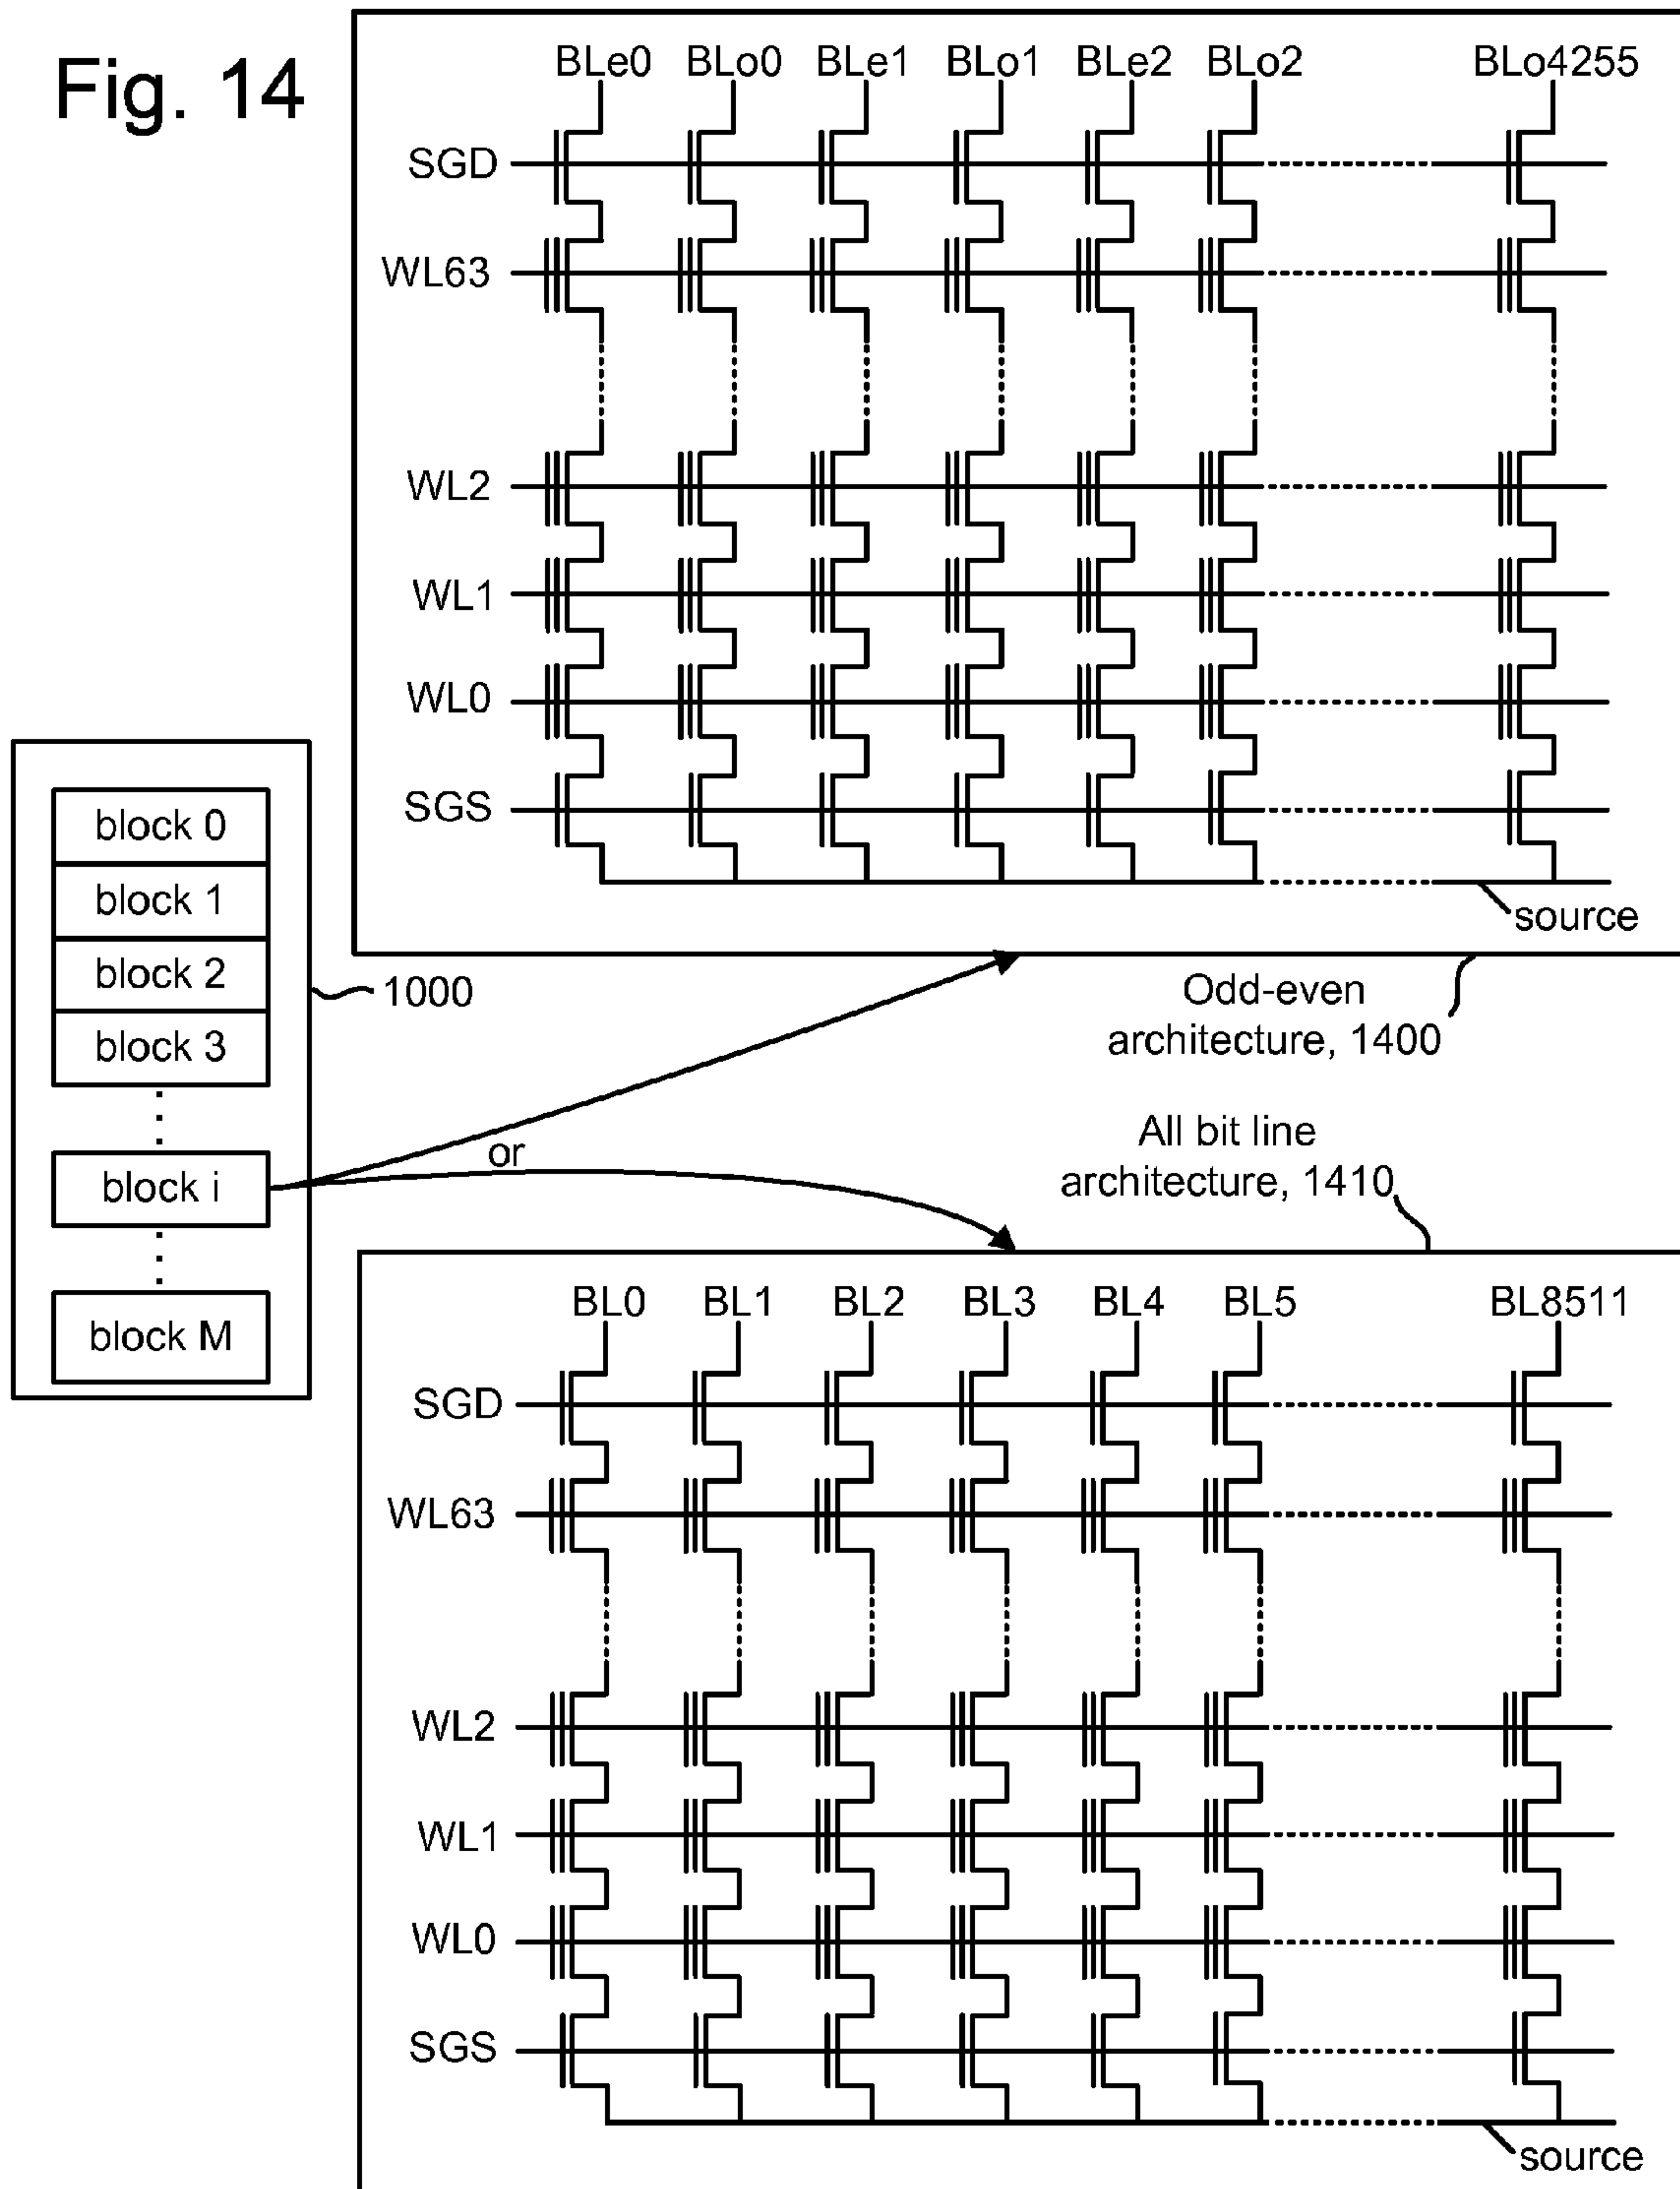 Fig. 14
BLe0 BLo0 BLe1 BLo1 BLe2 BLo2 BLo4255
SGD
WL63
WL2
WL1
WL0
SGS
source
block 0
block 1
block 2
block 3
block i
block M
1000
or
Odd-even
architecture, 1400
All bit line
architecture, 1410
BL0 BL1 BL2 BL3 BL4 BL5 BL8511
SGD
WL63
WL2
WL1
WL0
SGS
source